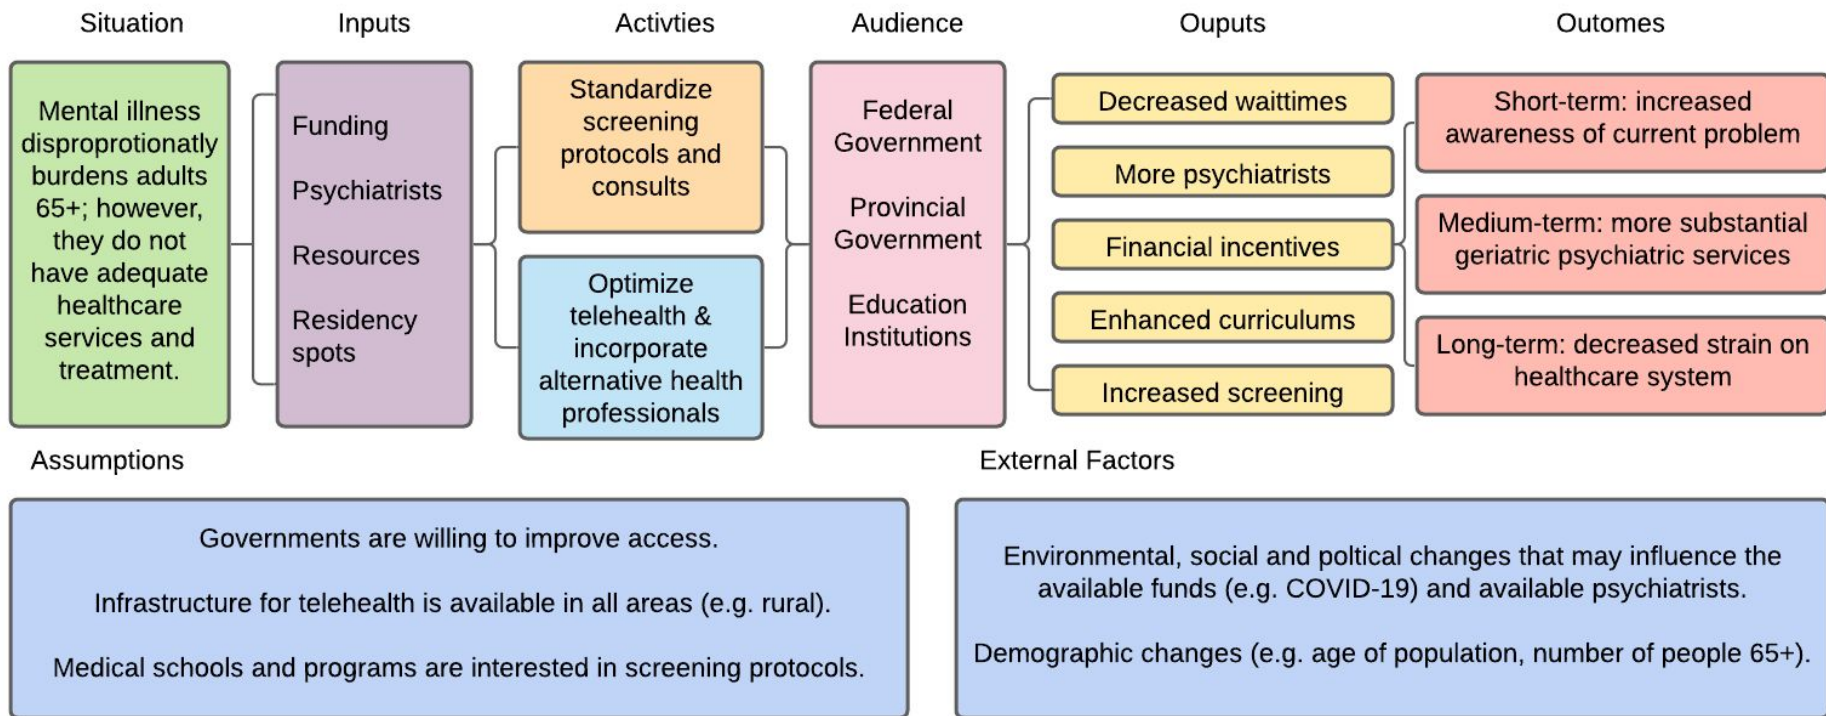 Situation
Inputs
Activties
Audience
Ouputs
Outomes
Mental illness
disproprotionatly
burdens adults
65+; however,
they do not
have adequate
healthcare
services and
treatment.
Funding
Psychiatrists
Resources
Residency
spots
Standardize
screening
protocols and
consults
Optimize
telehealth &
incorporate
alternative health
professionals
Federal
Government
Provincial
Government
Education
Institutions
Decreased waittimes
More psychiatrists
Financial incentives
Enhanced curriculums
Increased screening
Short-term: increased
awareness of current problem
Medium-term: more substantial
geriatric psychiatric services
Long-term: decreased strain on
healthcare system
Assumptions
Governments are willing to improve access.
Infrastructure for telehealth is available in all areas (e.g. rural).
Medical schools and programs are interested in screening protocols.
External Factors
Environmental, social and poltical changes that may influence the
available funds (e.g. COVID-19) and available psychiatrists.
Demographic changes (e.g. age of population, number of people 65+).